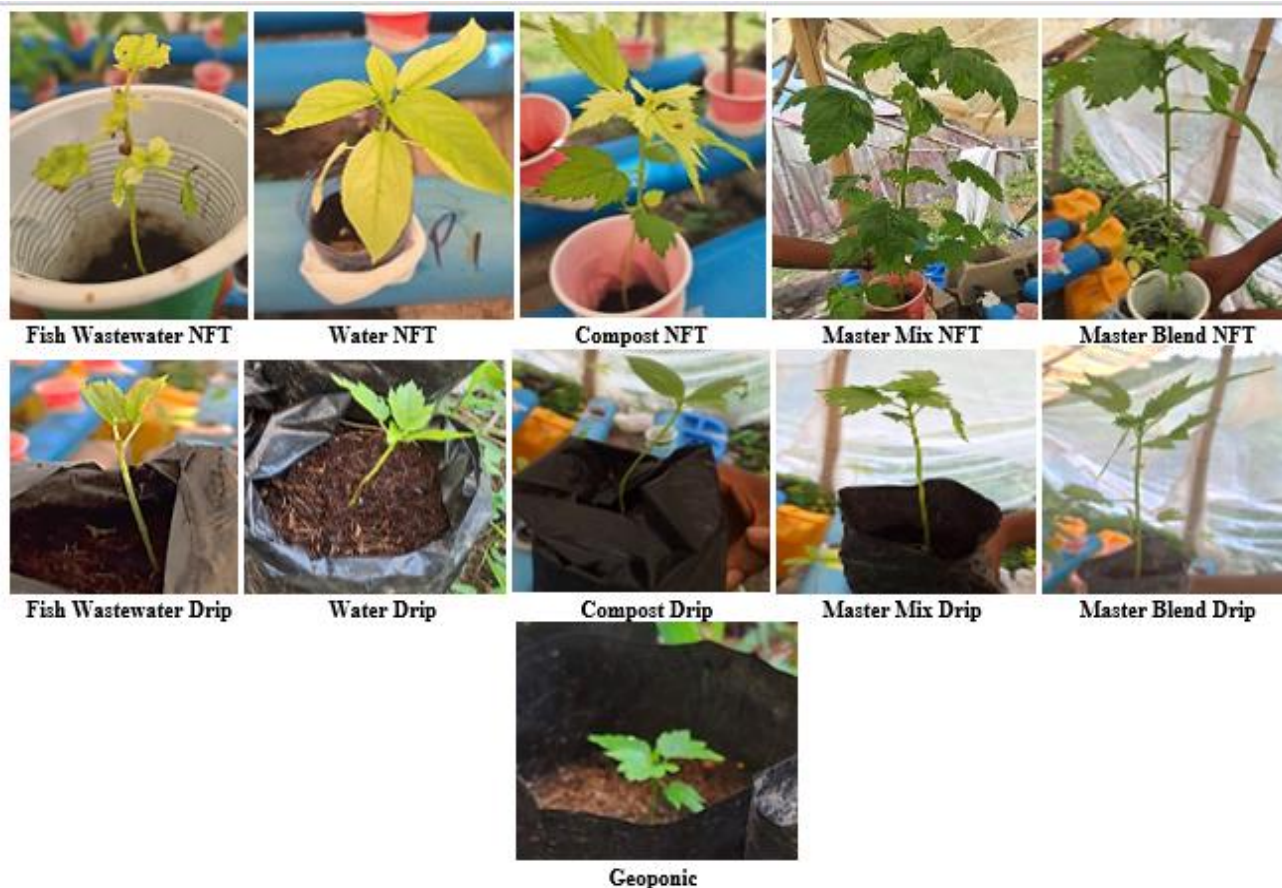 Fish Wastewater NFT
Water NFT
Compost NFT
Master Mix NFT
Master Blend NFT
Fish Wastewater Drip
Water Drip
Compost Drip
Master Mix Drip
Master Blend Drip
Geoponic